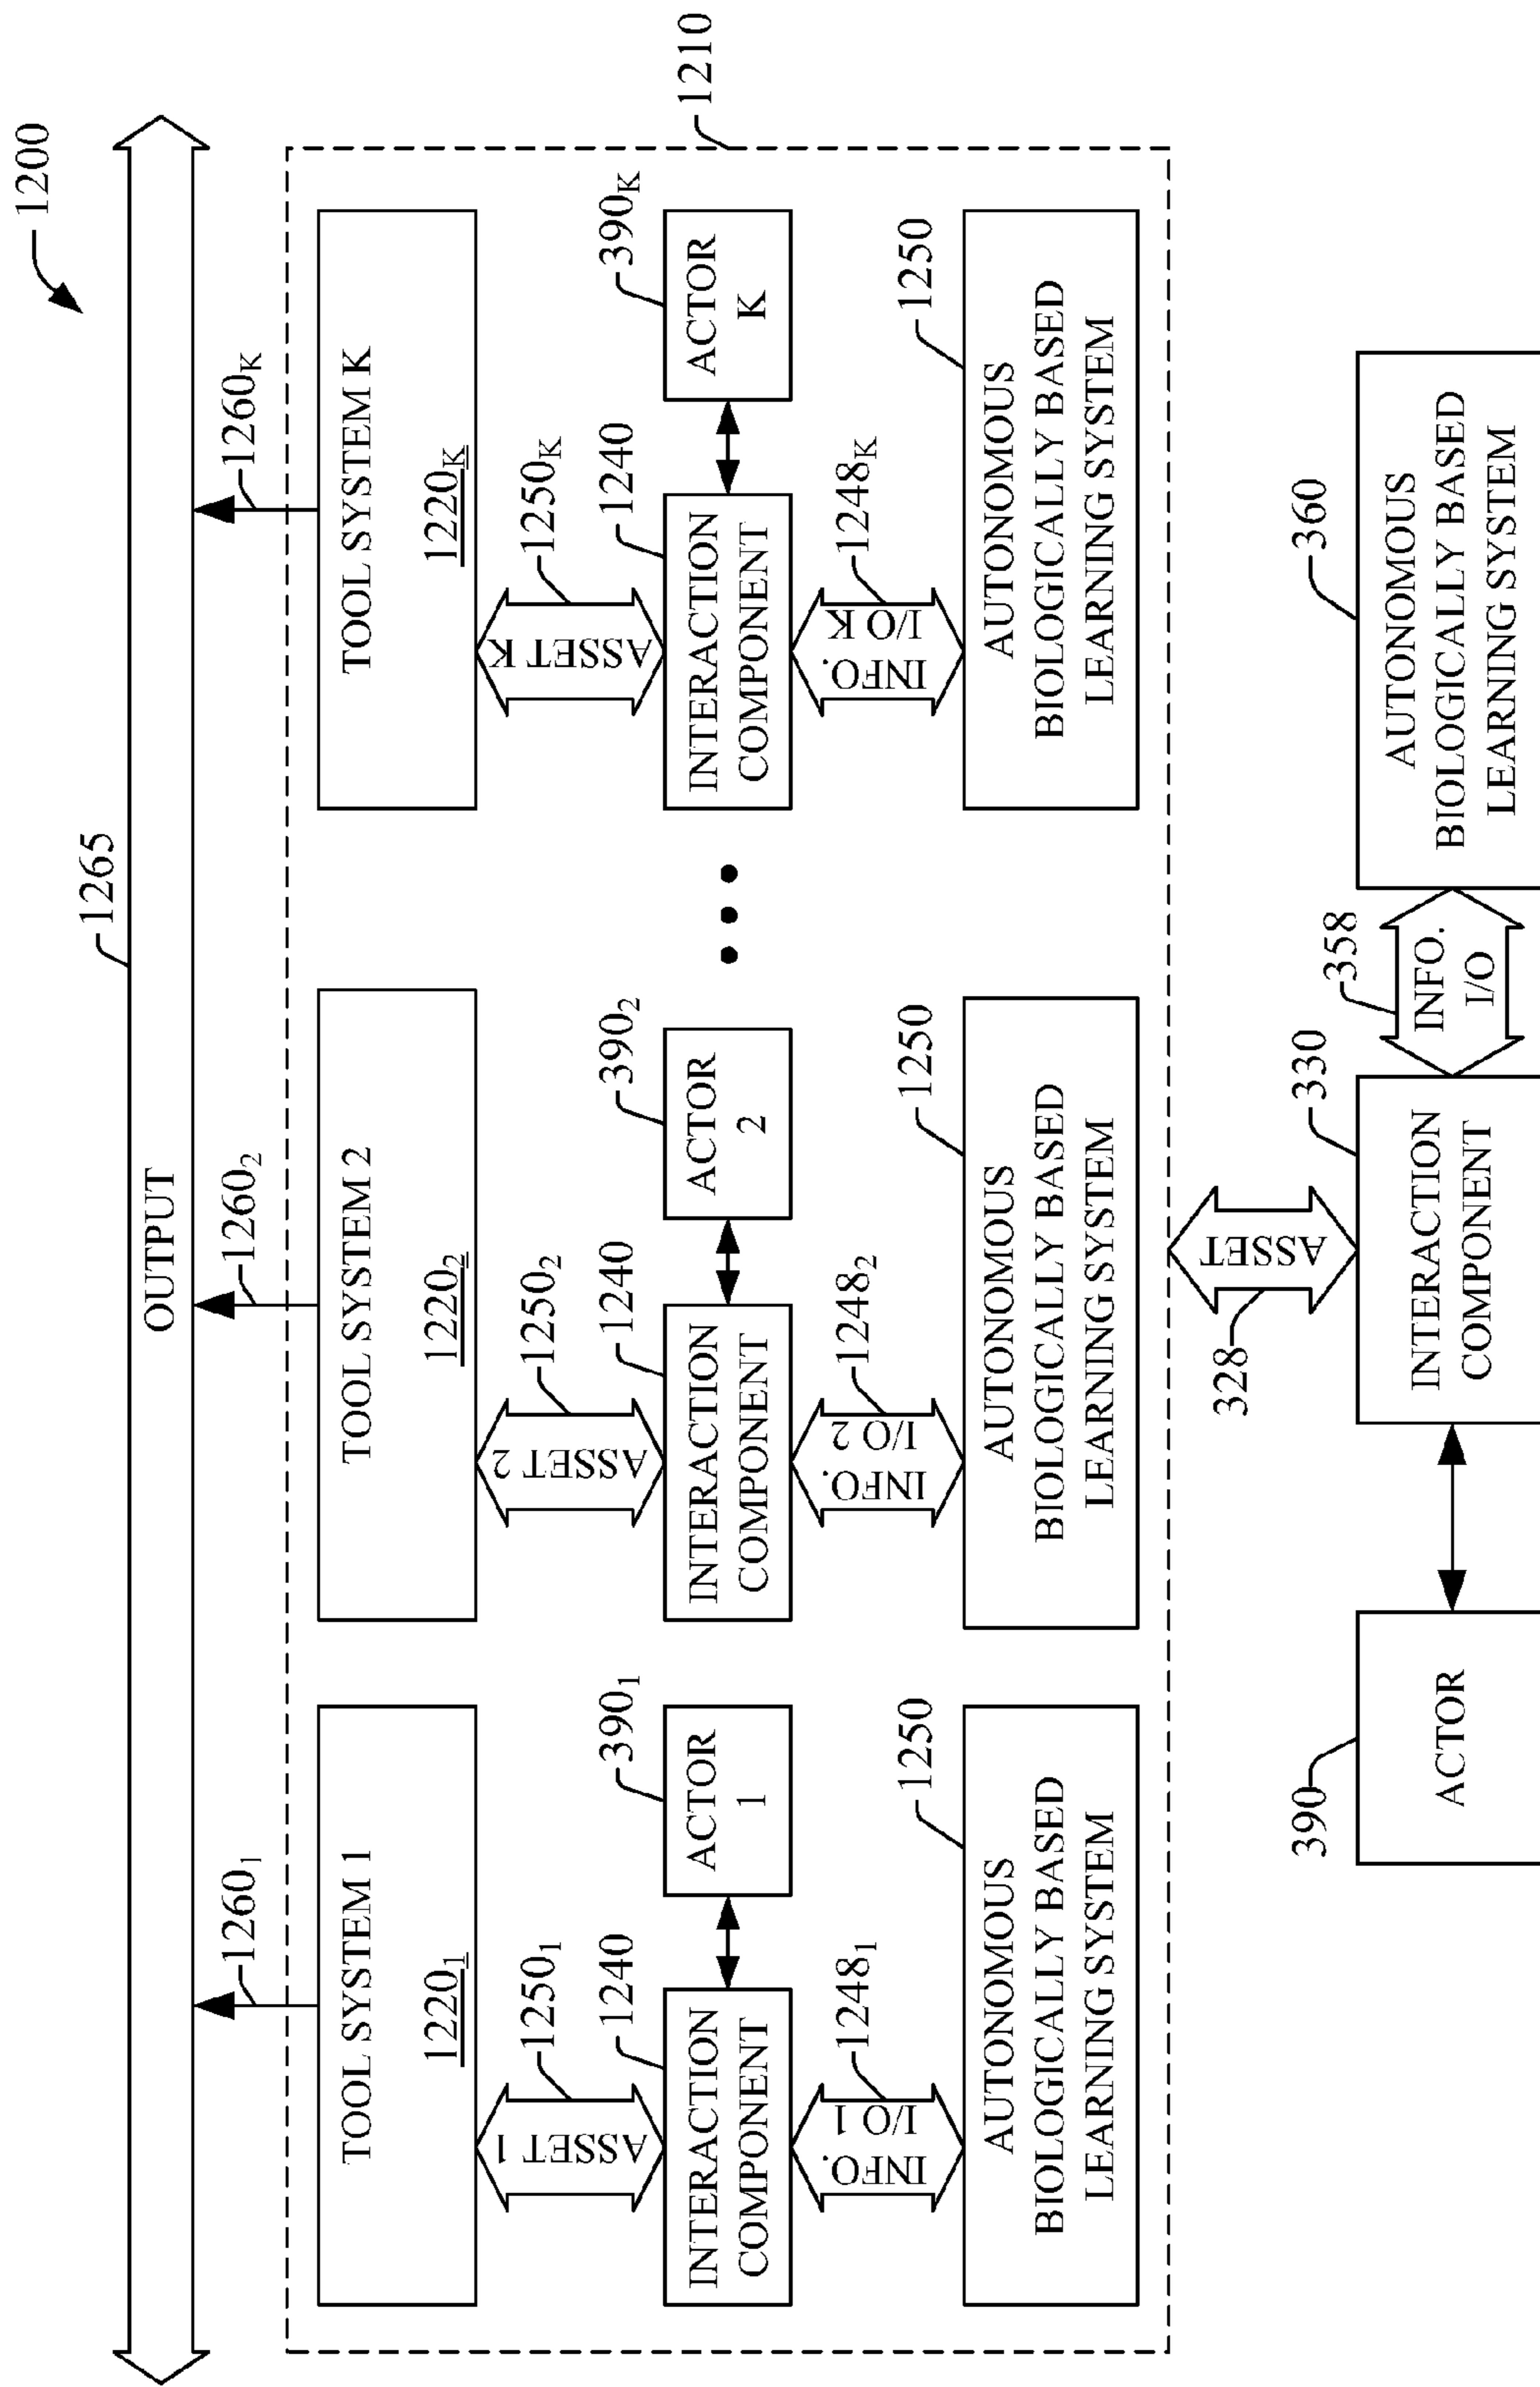 1200
1265
OUTPUT
1260₁
1260₂
1260K
1210
TOOL SYSTEM 1
1220₁
TOOL SYSTEM 2
1220₂
TOOL SYSTEM K
1220K
ASSET 1
1250₁
ASSET 2
1250₂
ASSET K
1250K
1240
INTERACTION
COMPONENT
390₁
ACTOR
1
1240
INTERACTION
COMPONENT
390₂
ACTOR
2
1240
INTERACTION
COMPONENT
390K
ACTOR
K
INFO.
I/O 1
1248₁
INFO.
I/O 2
1248₂
INFO.
I/O K
1248K
1250
AUTONOMOUS
BIOLOGICALLY BASED
LEARNING SYSTEM
1250
AUTONOMOUS
BIOLOGICALLY BASED
LEARNING SYSTEM
1250
AUTONOMOUS
BIOLOGICALLY BASED
LEARNING SYSTEM
328
ASSET
390
ACTOR
330
INTERACTION
COMPONENT
358
INFO.
I/O
360
AUTONOMOUS
BIOLOGICALLY BASED
LEARNING SYSTEM